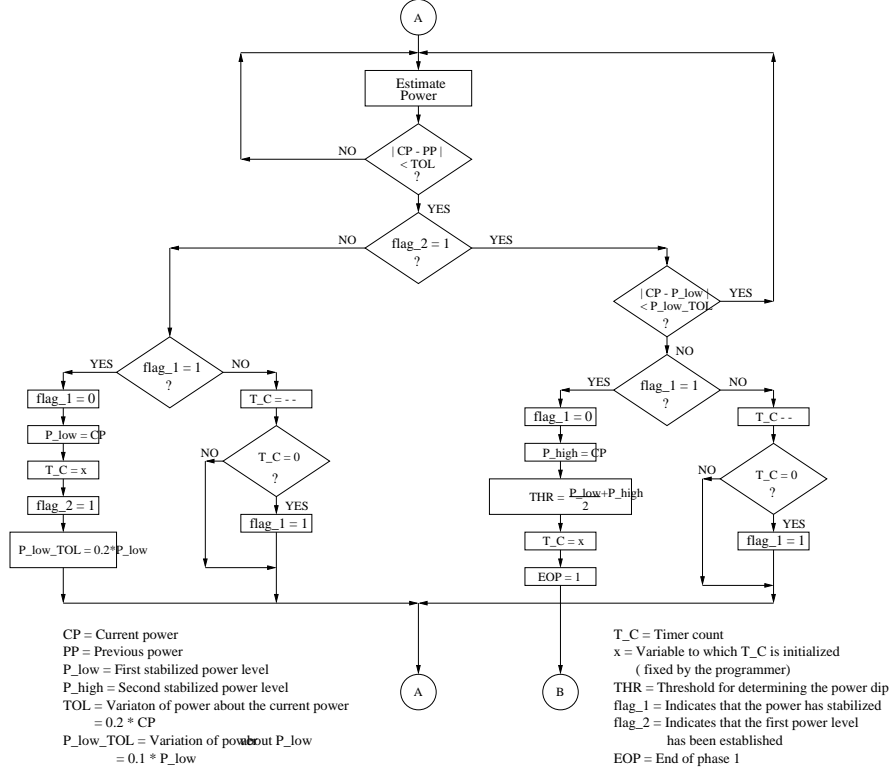 A
Estimate
Power
| CP - PP |
< TOL
?
NO
YES
flag_2 = 1
?
NO
YES
| CP - P_low |
< P_low_TOL
?
YES
NO
flag_1 = 1
?
YES
NO
flag_1 = 0
P_low = CP
T_C = x
flag_2 = 1
P_low_TOL = 0.2*P_low
T_C = - -
T_C = 0
?
NO
YES
flag_1 = 1
flag_1 = 1
?
YES
NO
flag_1 = 0
P_high = CP
THR = P_low+P_high
2
T_C = x
EOP = 1
T_C - -
T_C = 0
?
NO
YES
flag_1 = 1
A
B
CP = Current power
PP = Previous power
P_low = First stabilized power level
P_high = Second stabilized power level
TOL = Variaton of power about the current power
= 0.2 * CP
P_low_TOL = Variation of power about P_low
= 0.1 * P_low
T_C = Timer count
x = Variable to which T_C is initialized
( fixed by the programmer)
THR = Threshold for determining the power dip
flag_1 = Indicates that the power has stabilized
flag_2 = Indicates that the first power level
has been established
EOP = End of phase 1